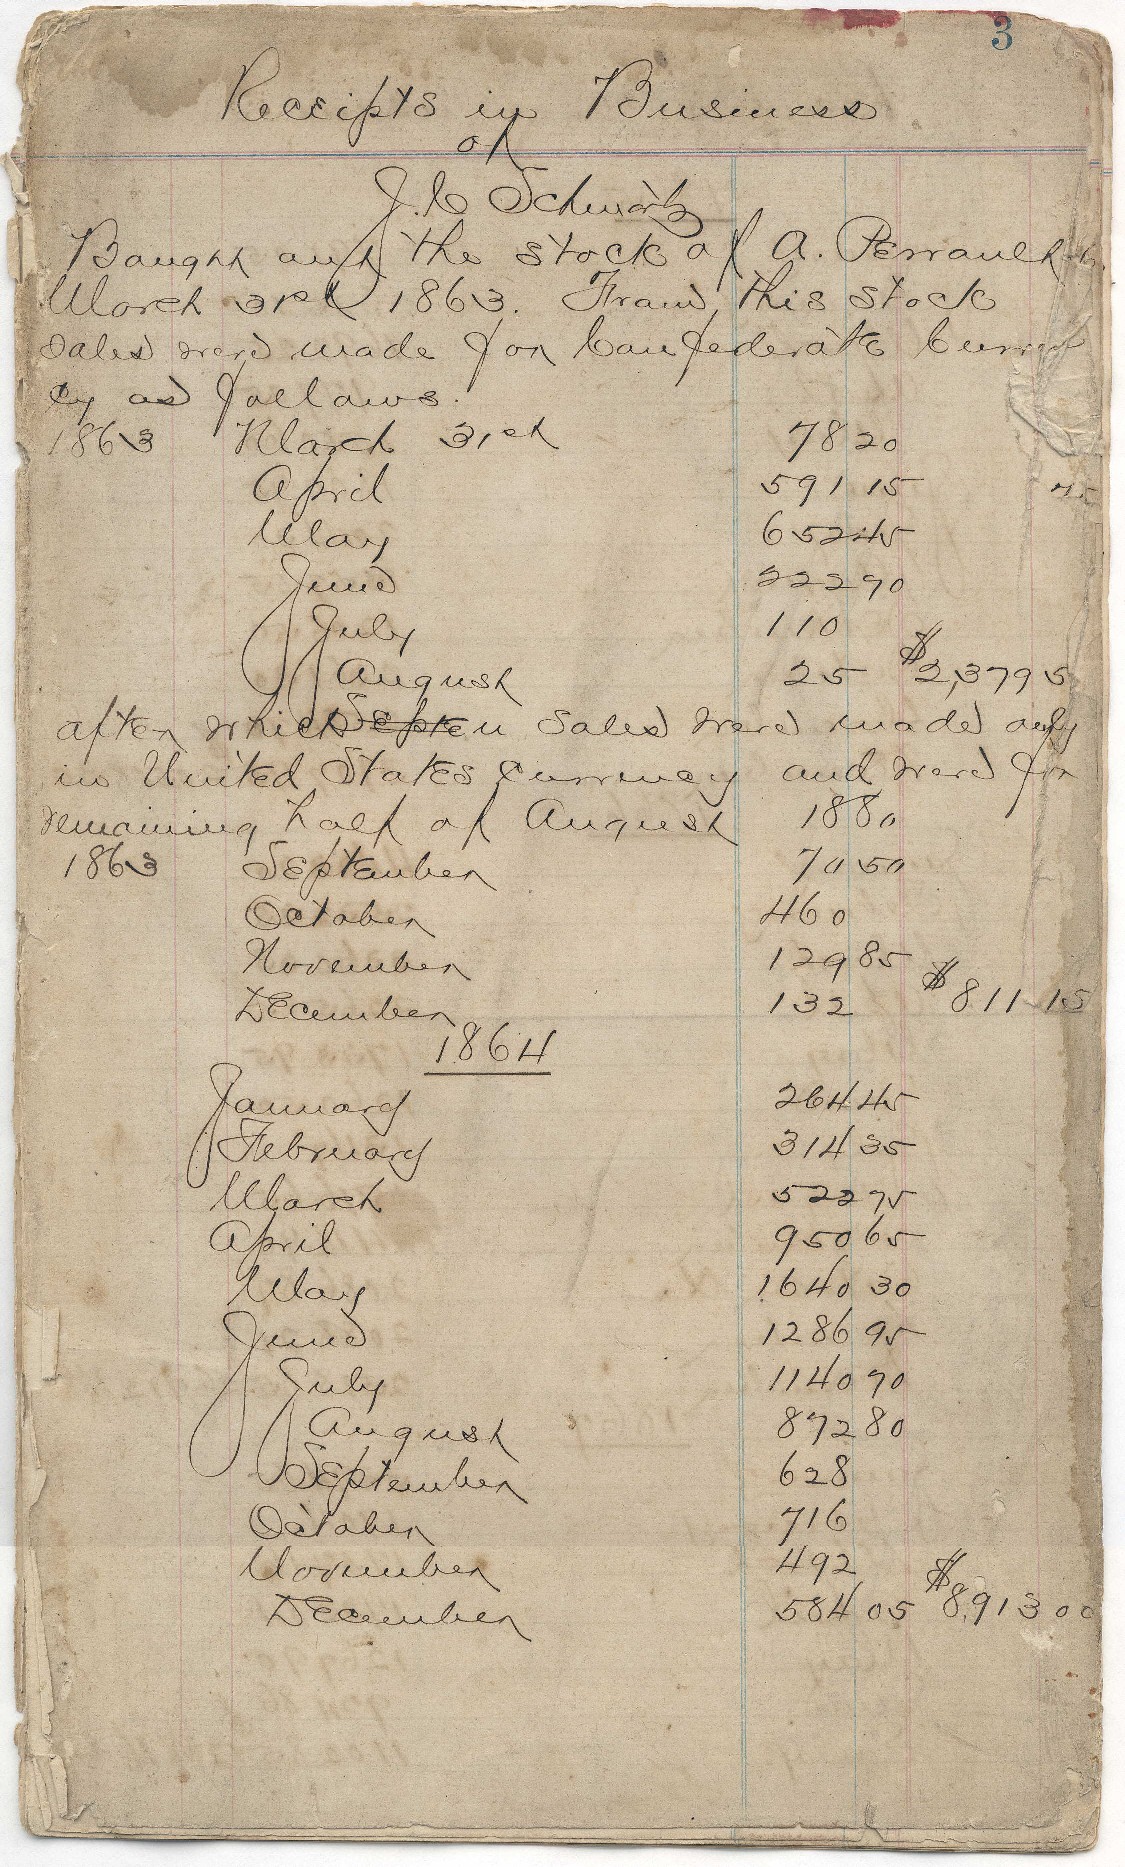 3
Receipts in Business
of
J. C Schwartz
Bought out the stock of A. Perrault
March 31st 1863. From this stock
sales were made for Confederate Curren
cy as follows.
1863 March 31st 78 20
April 591 15
May 652 45
June 222 90
July 110
August 25 $2,379 5
after which Septem sales were made only
in United States Currency and were for
remaining half of August 18 80
1863 September 70 50
October 460
November 129 85
December 132 $811 15
1864
January 264 45
February 314 35
March 522 75
April 950 65
May 1640 30
June 1286 95
July 1140 70
August 872 80
September 628
October 716
November 492
December 584 05 $8,913 00